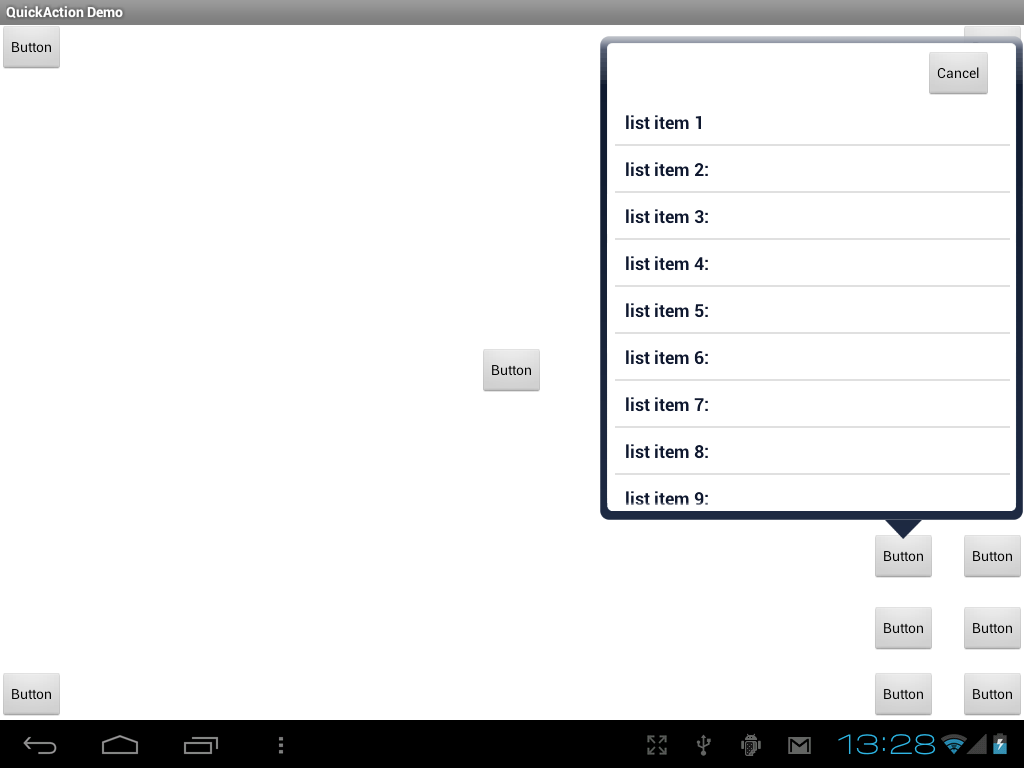 QuickAction Demo
Button
Cancel
list item 1
list item 2:
list item 3:
list item 4:
list item 5:
list item 6:
list item 7:
list item 8:
list item 9:
Button
Button Button
Button Button
Button Button Button
13:28